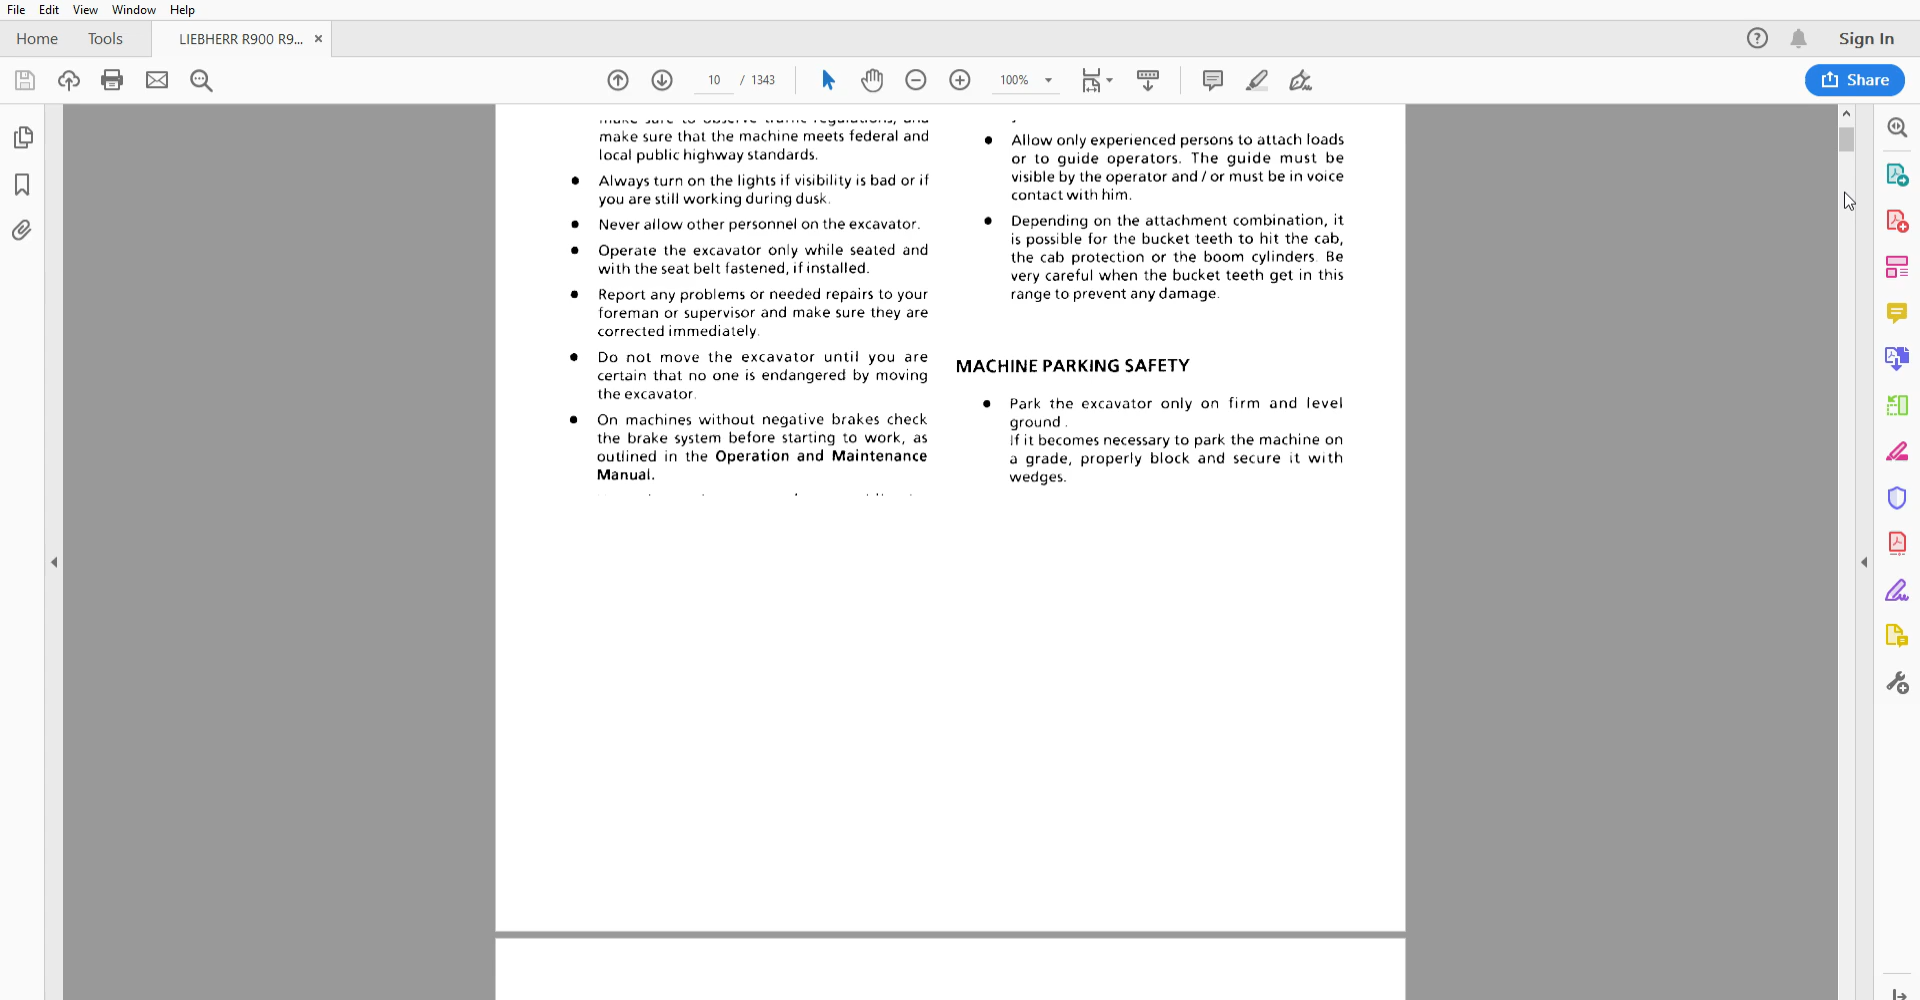 File Edit View Window Help
Home Tools LIEBHERR R900 R9... ×
Sign In
10 / 1343
100%
Share
make sure to observe traffic regulations, and
make sure that the machine meets federal and
local public highway standards.
● Always turn on the lights if visibility is bad or if
you are still working during dusk.
● Never allow other personnel on the excavator.
● Operate the excavator only while seated and
with the seat belt fastened, if installed.
● Report any problems or needed repairs to your
foreman or supervisor and make sure they are
corrected immediately.
● Do not move the excavator until you are
certain that no one is endangered by moving
the excavator.
● On machines without negative brakes check
the brake system before starting to work, as
outlined in the Operation and Maintenance
Manual.
● Allow only experienced persons to attach loads
or to guide operators. The guide must be
visible by the operator and / or must be in voice
contact with him.
● Depending on the attachment combination, it
is possible for the bucket teeth to hit the cab,
the cab protection or the boom cylinders. Be
very careful when the bucket teeth get in this
range to prevent any damage.
MACHINE PARKING SAFETY
● Park the excavator only on firm and level
ground .
If it becomes necessary to park the machine on
a grade, properly block and secure it with
wedges.